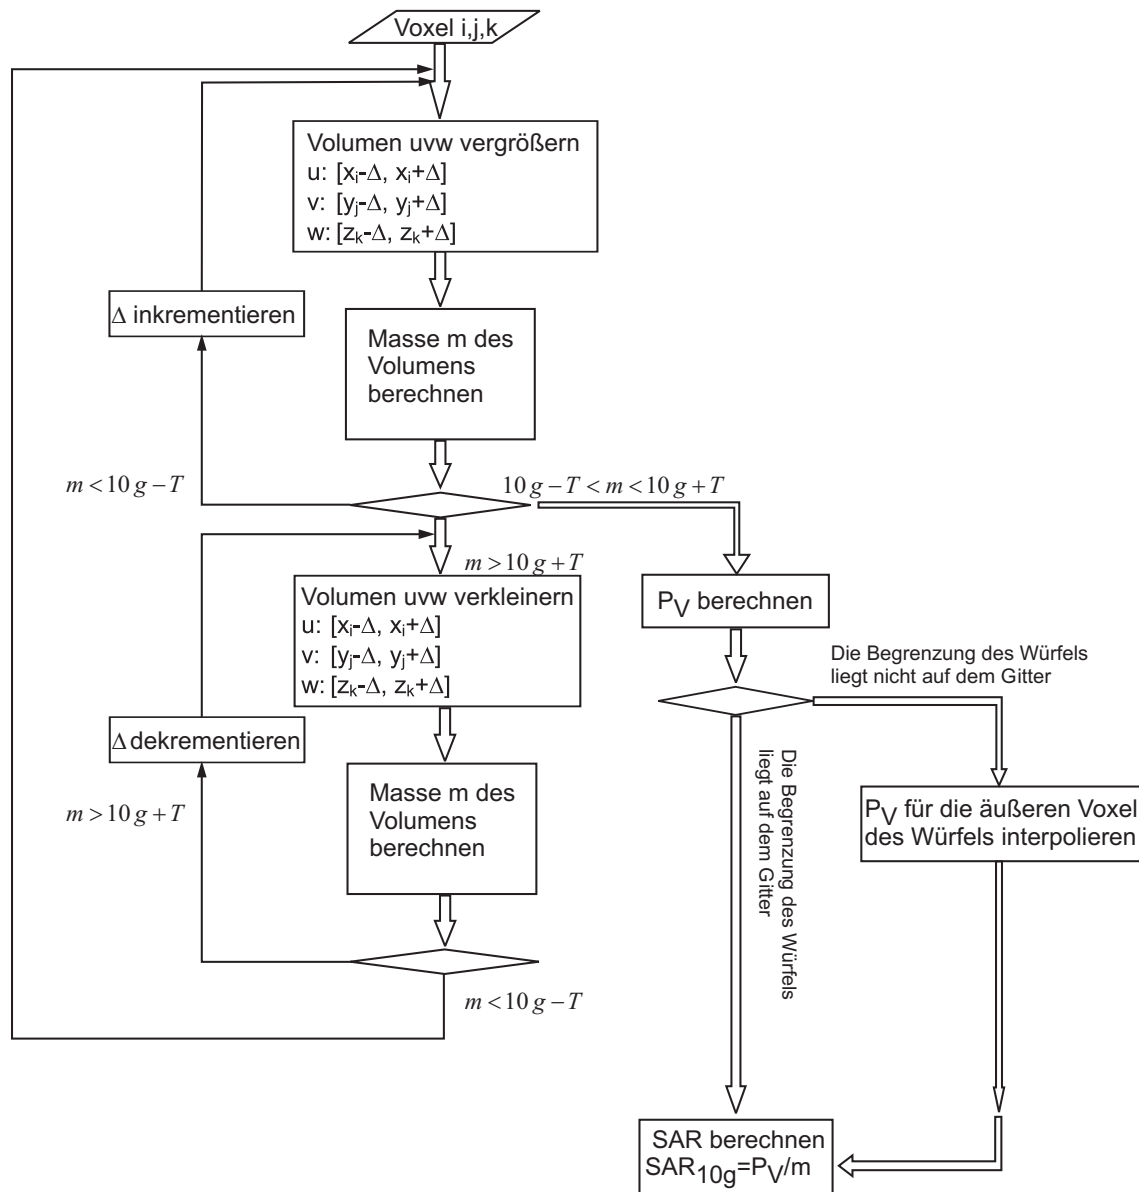 Voxel i,j,k
Volumen uvw vergrößern
u: [xi-Δ, xi+Δ]
v: [yj-Δ, yj+Δ]
w: [zk-Δ, zk+Δ]
Δ inkrementieren
Masse m des
Volumens
berechnen
m < 10 g − T
10 g − T < m < 10 g + T
m > 10 g + T
Volumen uvw verkleinern
u: [xi-Δ, xi+Δ]
v: [yj-Δ, yj+Δ]
w: [zk-Δ, zk+Δ]
Δ dekrementieren
m > 10 g + T
Masse m des
Volumens
berechnen
m < 10 g − T
PV berechnen
Die Begrenzung des Würfels
liegt nicht auf dem Gitter
Die Begrenzung des Würfels
liegt auf dem Gitter
PV für die äußeren Voxel
des Würfels interpolieren
SAR berechnen
SAR10g=PV/m